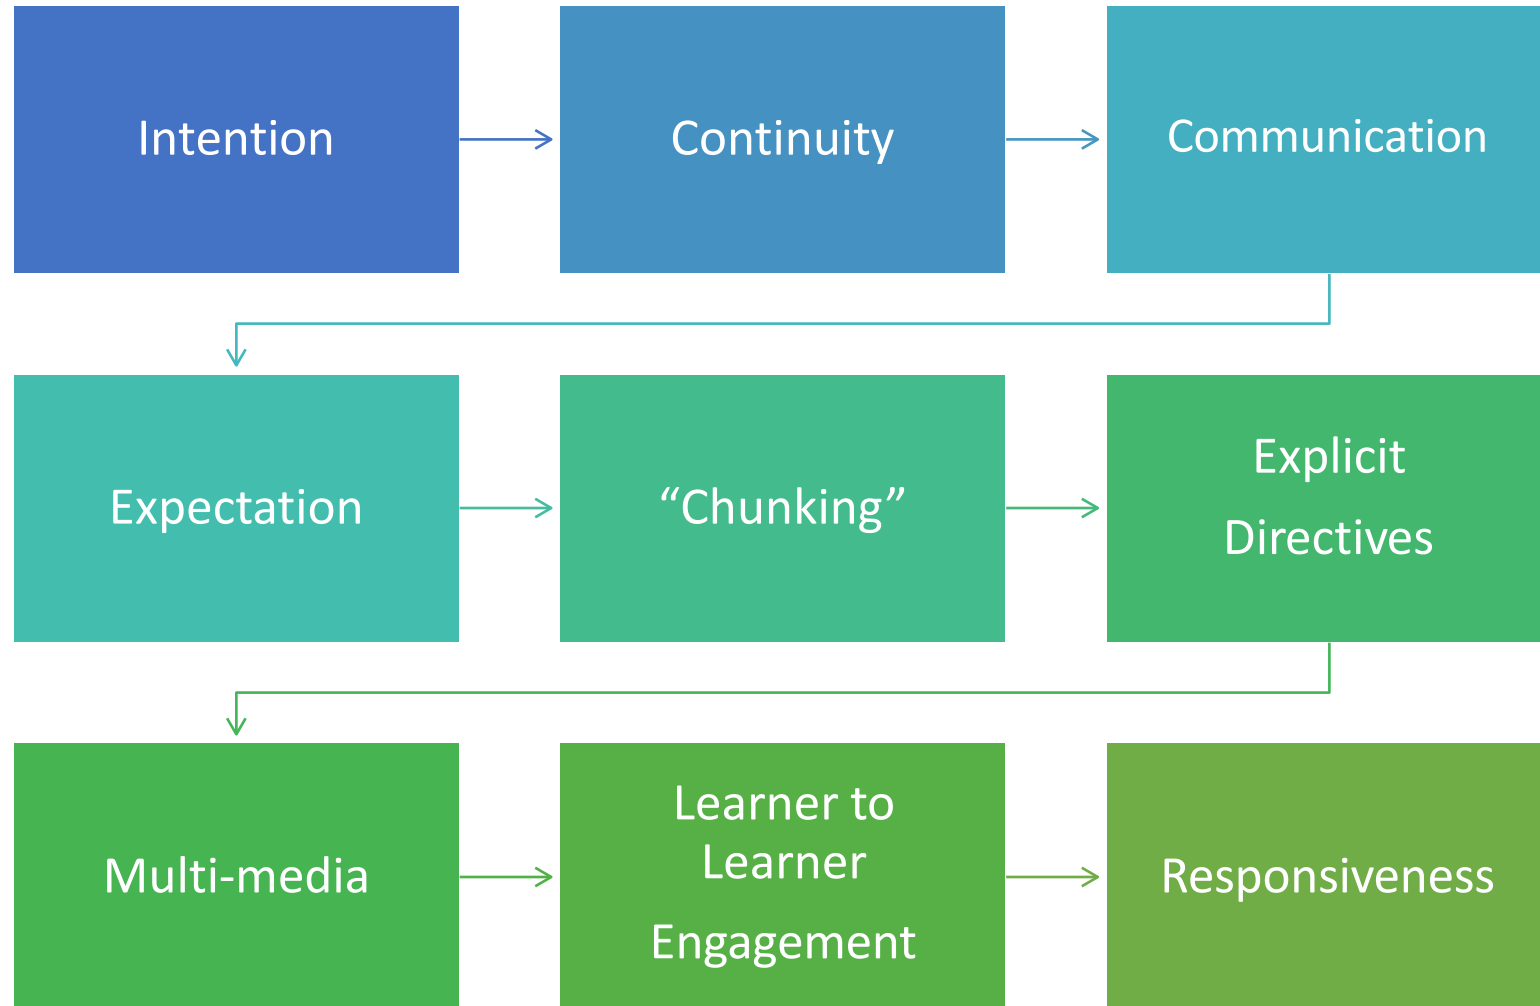 Intention
Continuity
Communication
Expectation
“Chunking”
Explicit
Directives
Multi-media
Learner to
Learner
Engagement
Responsiveness